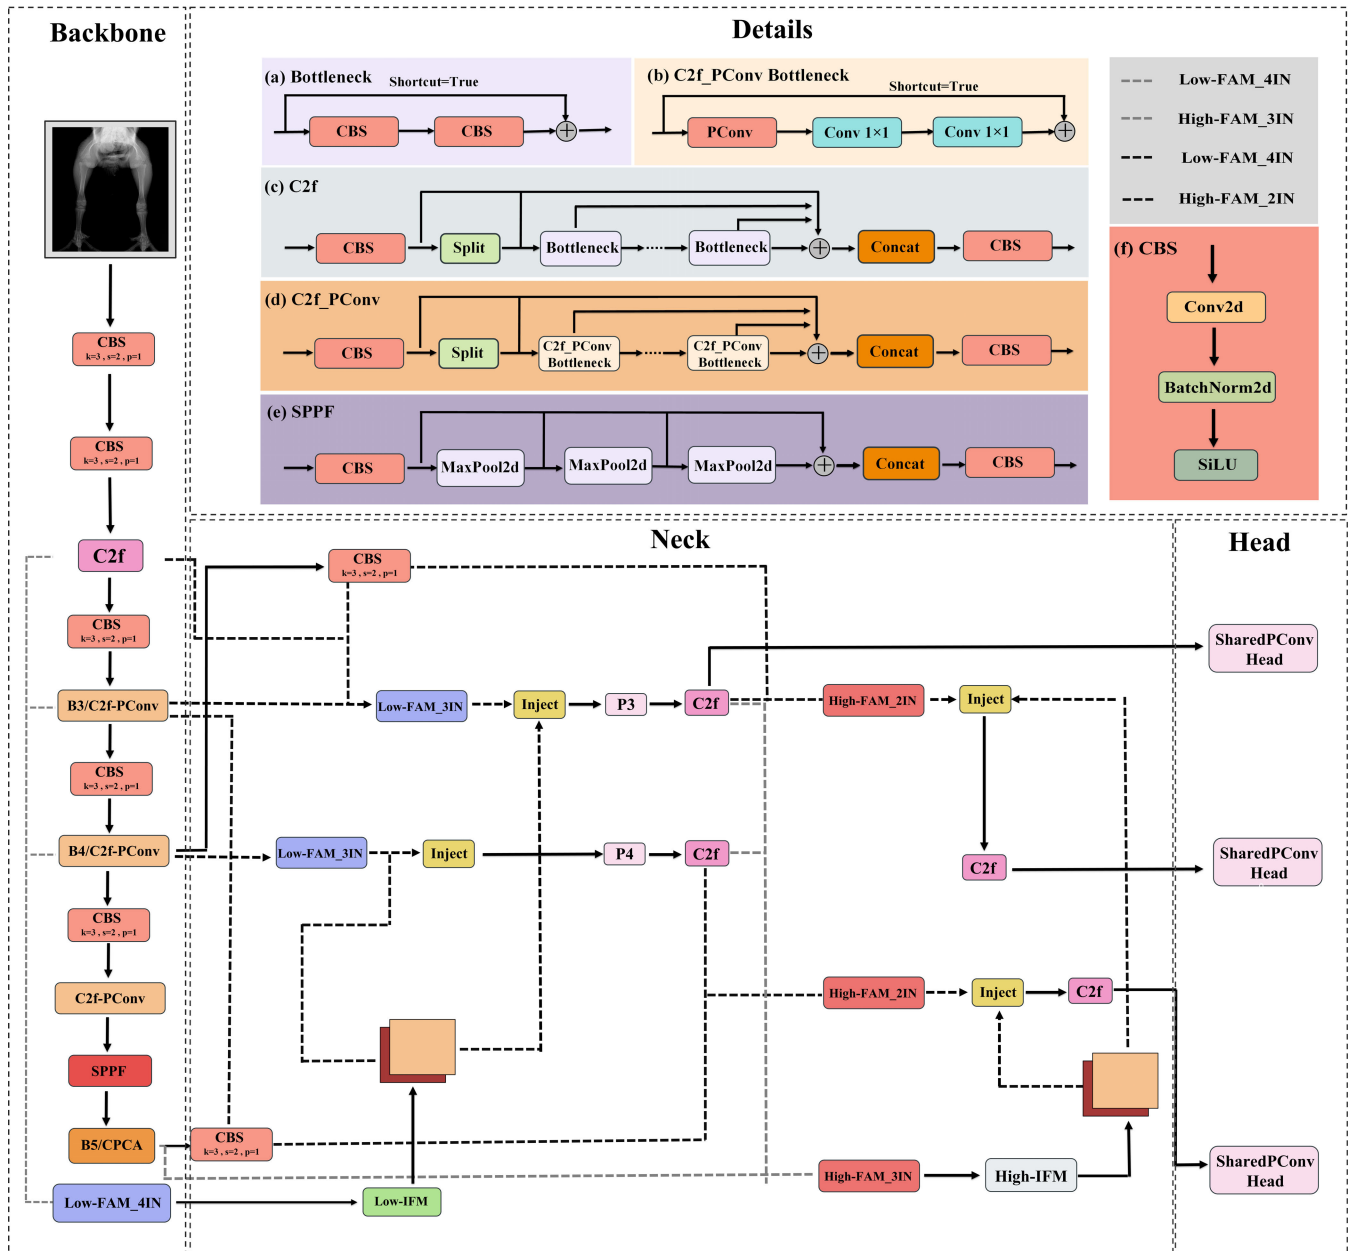 Backbone
CBS
k=3 , s=2 , p=1
CBS
k=3 , s=2 , p=1
C2f
CBS
k=3 , s=2 , p=1
B3/C2f-PConv
CBS
k=3 , s=2 , p=1
B4/C2f-PConv
CBS
k=3 , s=2 , p=1
C2f-PConv
SPPF
B5/CPCA
Low-FAM_4IN
Details
(a) Bottleneck
Shortcut=True
CBS
CBS
(b) C2f_PConv Bottleneck
Shortcut=True
PConv
Conv 1×1
Conv 1×1
(c) C2f
CBS
Split
Bottleneck
Bottleneck
Concat
CBS
(d) C2f_PConv
CBS
Split
C2f_PConv
Bottleneck
C2f_PConv
Bottleneck
Concat
CBS
(e) SPPF
CBS
MaxPool2d
MaxPool2d
MaxPool2d
Concat
CBS
Low-FAM_4IN
High-FAM_3IN
Low-FAM_4IN
High-FAM_2IN
(f) CBS
Conv2d
BatchNorm2d
SiLU
Neck
CBS
k=3 , s=2 , p=1
Low-FAM_3IN
Inject
P3
C2f
High-FAM_2IN
Inject
Low-FAM_3IN
Inject
P4
C2f
C2f
High-FAM_2IN
Inject
C2f
CBS
k=3 , s=2 , p=1
Low-IFM
High-FAM_3IN
High-IFM
Head
SharedPConv
Head
SharedPConv
Head
SharedPConv
Head